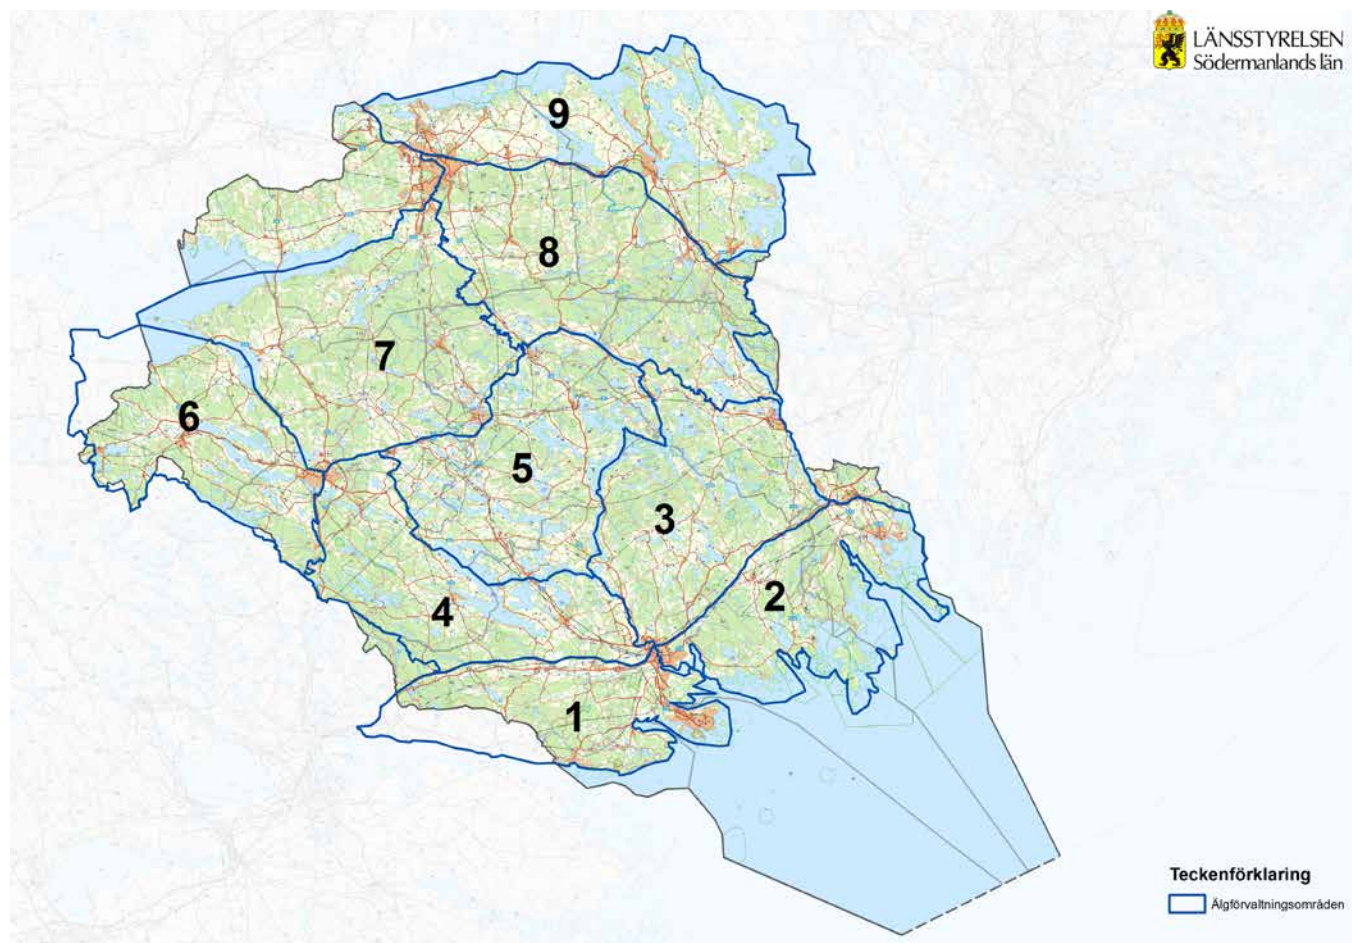 LÄNSSTYRELSEN
Södermanlands län
9
8
7
6
5
3
2
4
1
Teckenförklaring
Älgförvaltningsområden